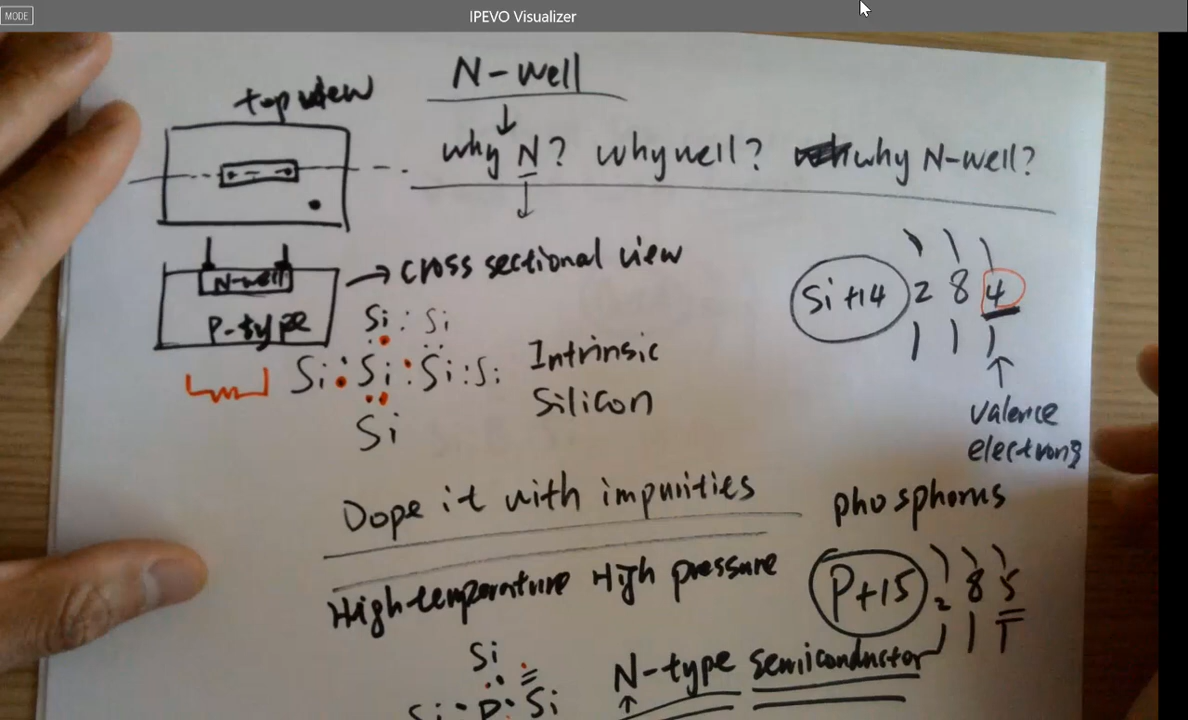 MODE
IPEVO Visualizer
N-well
top view
why N? why well? why N-well?
cross sectional view
N-well
P-type
Si+14 2 8 4
valence
electrons
Si : Si
Si : Si : Si : Si
Si
Intrinsic
Silicon
Dope it with impurities
phosphorus
High-temperature High pressure
P+15 2 8 5
N-type semiconductor
Si
Si P Si